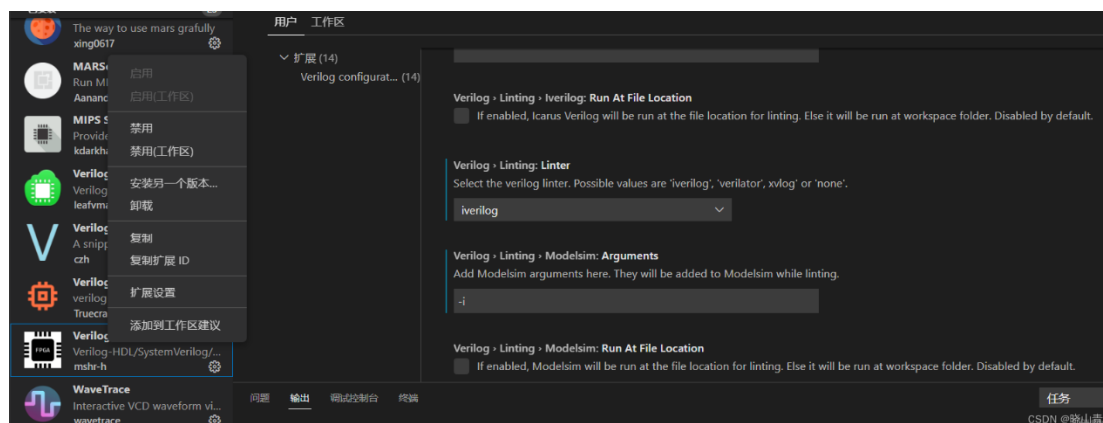 The way to use mars grafully
xing0617
MARS
Run M
Aananc
MIPS S
Provide
kdarkh
Verilog
Verilog
leafvm
Verilog
A snipp
czh
Verilog
verilog
Truecra
Verilog
Verilog-HDL/SystemVerilog/...
mshr-h
WaveTrace
Interactive VCD waveform vi...
wavetrace
启用
启用(工作区)
禁用
禁用(工作区)
安装另一个版本...
卸载
复制
复制扩展 ID
扩展设置
添加到工作区建议
用户 工作区
扩展 (14)
Verilog configurat... (14)
Verilog › Linting › Iverilog: Run At File Location
If enabled, Icarus Verilog will be run at the file location for linting. Else it will be run at workspace folder. Disabled by default.
Verilog › Linting: Linter
Select the verilog linter. Possible values are 'iverilog', 'verilator', xvlog' or 'none'.
iverilog
Verilog › Linting › Modelsim: Arguments
Add Modelsim arguments here. They will be added to Modelsim while linting.
-i
Verilog › Linting › Modelsim: Run At File Location
If enabled, Modelsim will be run at the file location for linting. Else it will be run at workspace folder. Disabled by default.
问题 输出 调试控制台 终端
任务
FPGA
CSDN @晓山青